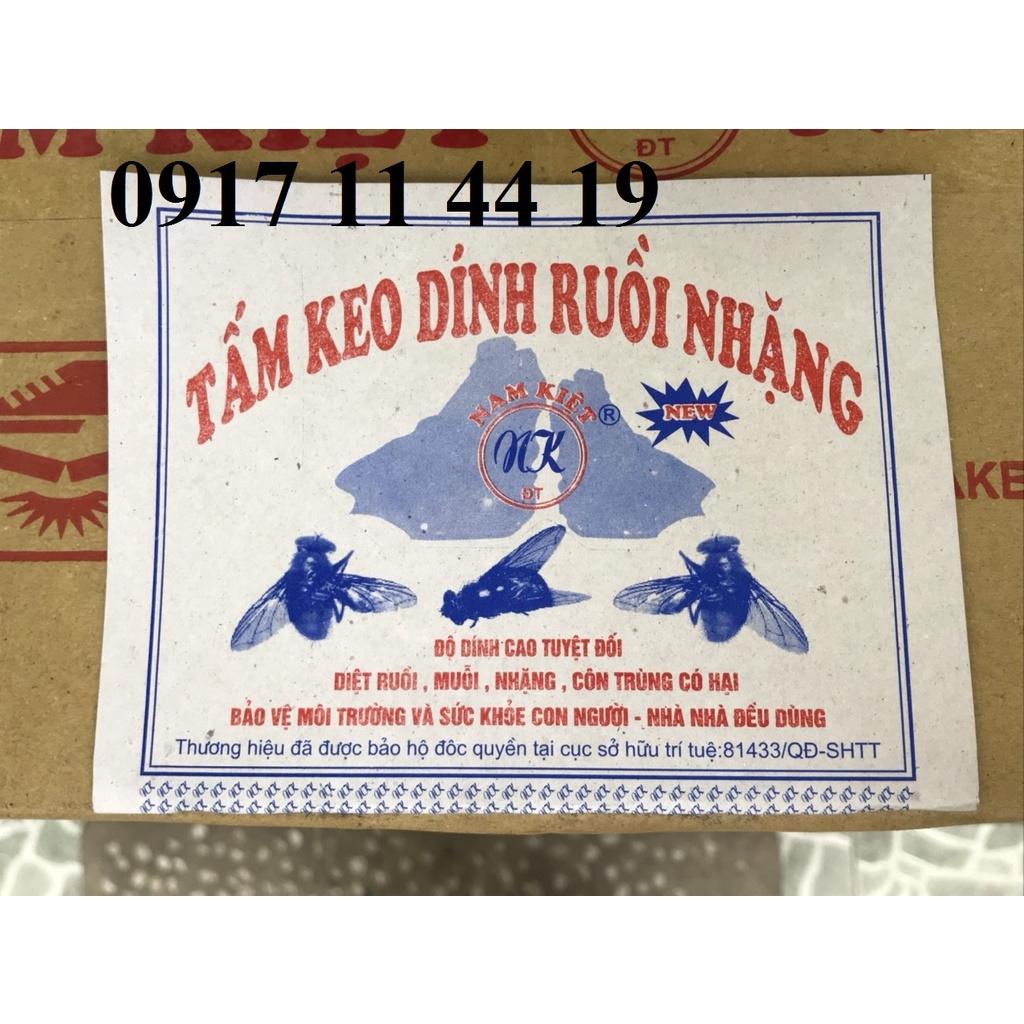 ĐT
0917 11 44 19
TẤM KEO DÍNH RUỒI NHẶNG
NAM KIỆT ®
NK
ĐT
NEW
ĐỘ DÍNH CAO TUYỆT ĐỐI
DIỆT RUỒI , MUỖI , NHẶNG , CÔN TRÙNG CÓ HẠI
BẢO VỆ MÔI TRƯỜNG VÀ SỨC KHỎE CON NGƯỜI - NHÀ NHÀ ĐỀU DÙNG
Thương hiệu đã được bảo hộ đôc quyền tại cục sở hữu trí tuệ:81433/QĐ-SHTT